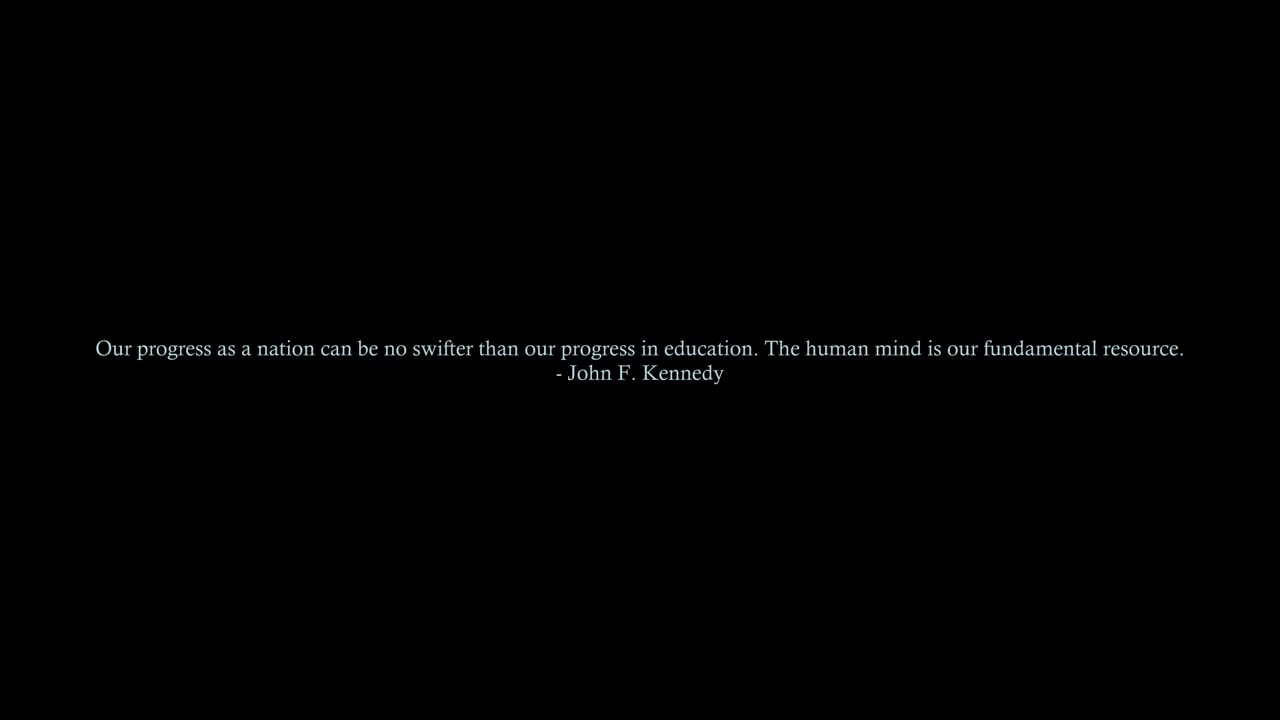 Our progress as a nation can be no swifter than our progress in education. The human mind is our fundamental resource.
- John F. Kennedy